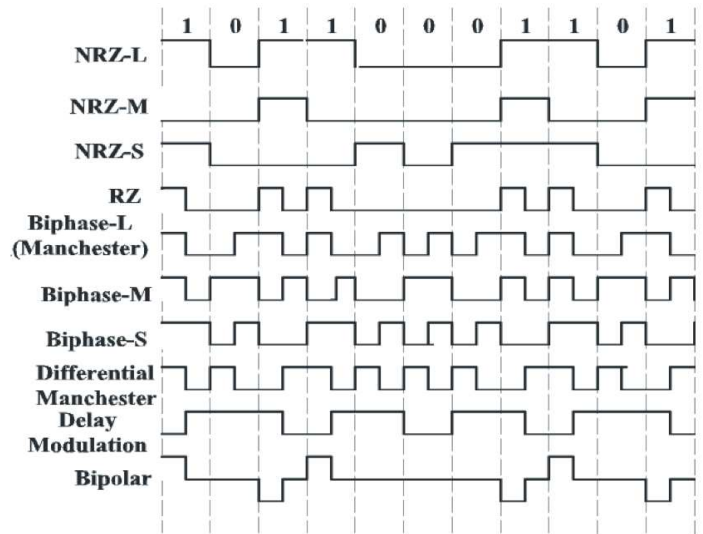 1 0 1 1 0 0 0 1 1 0 1
NRZ-L
NRZ-M
NRZ-S
RZ
Biphase-L
(Manchester)
Biphase-M
Biphase-S
Differential
Manchester
Delay
Modulation
Bipolar